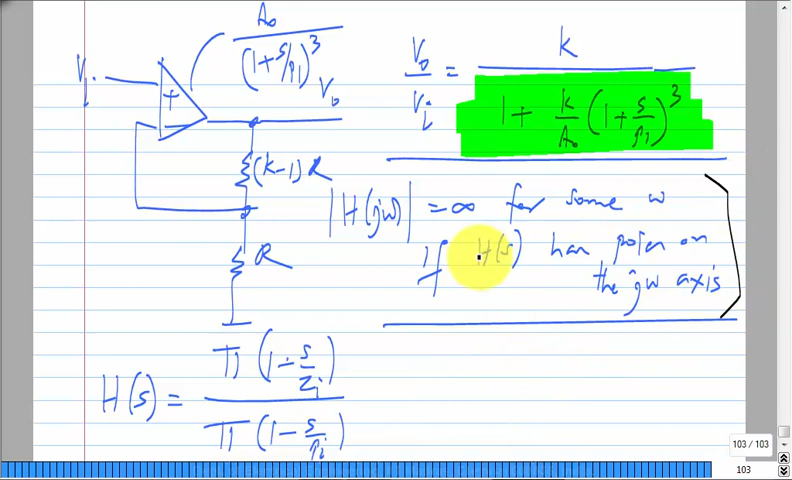 A₀
(1+s/p₁)³
Vᵢ
+
−
V₀
(k-1)R
R
V₀/Vᵢ = k / (1 + k/A₀ (1 + s/p₁)³)
|H(jω)| = ∞ for some ω
if H(s) has poles on
the jω axis
H(s) = π (1 - s/zᵢ) / π (1 - s/pᵢ)
103 / 103
103